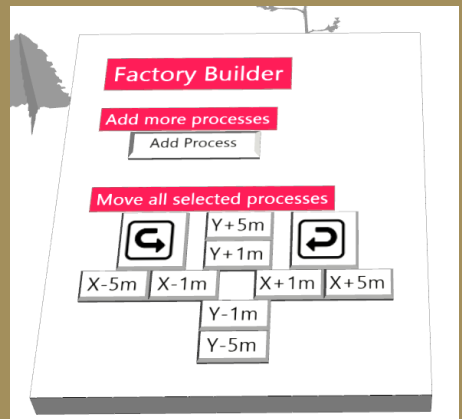 Factory Builder
Add more processes
Add Process
Move all selected processes
Y+5m
Y+1m
X-5m X-1m X+1m X+5m
Y-1m
Y-5m